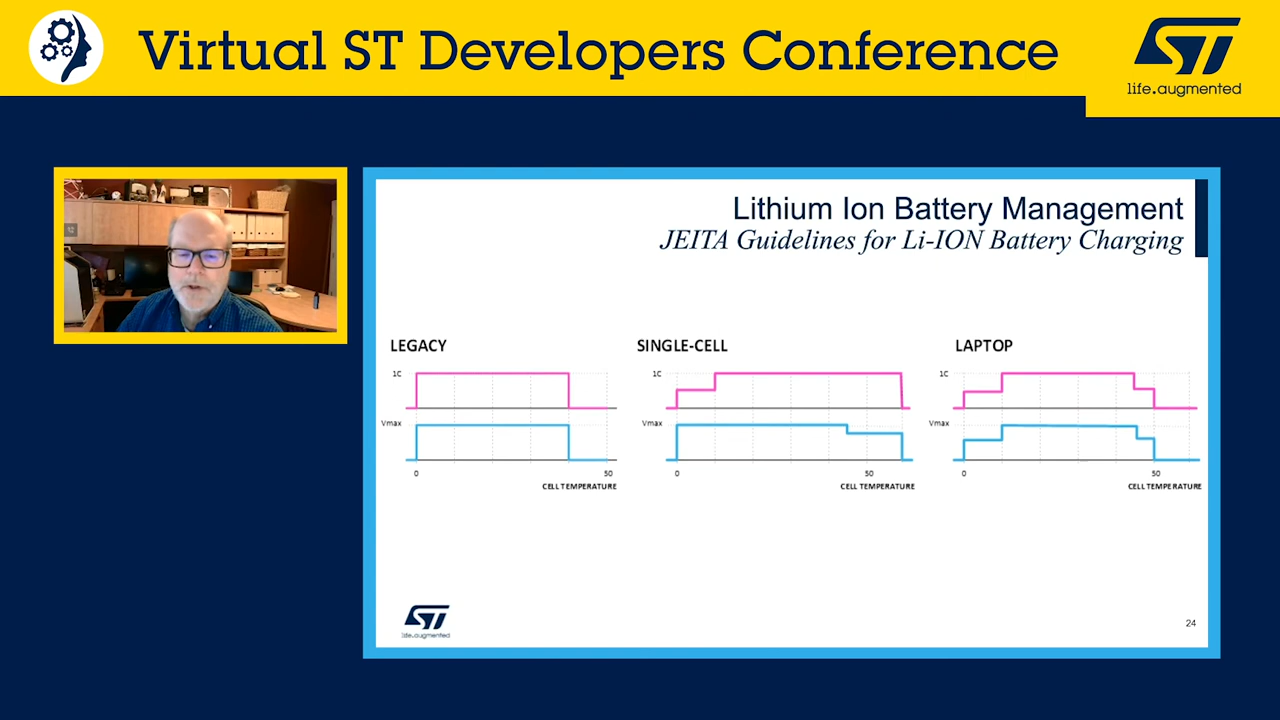 Virtual ST Developers Conference
ST
life.augmented
Lithium Ion Battery Management
JEITA Guidelines for Li-ION Battery Charging
LEGACY
1C
Vmax
0
50
CELL TEMPERATURE
SINGLE-CELL
1C
Vmax
0
50
CELL TEMPERATURE
LAPTOP
1C
Vmax
0
50
CELL TEMPERATURE
ST
life.augmented
24